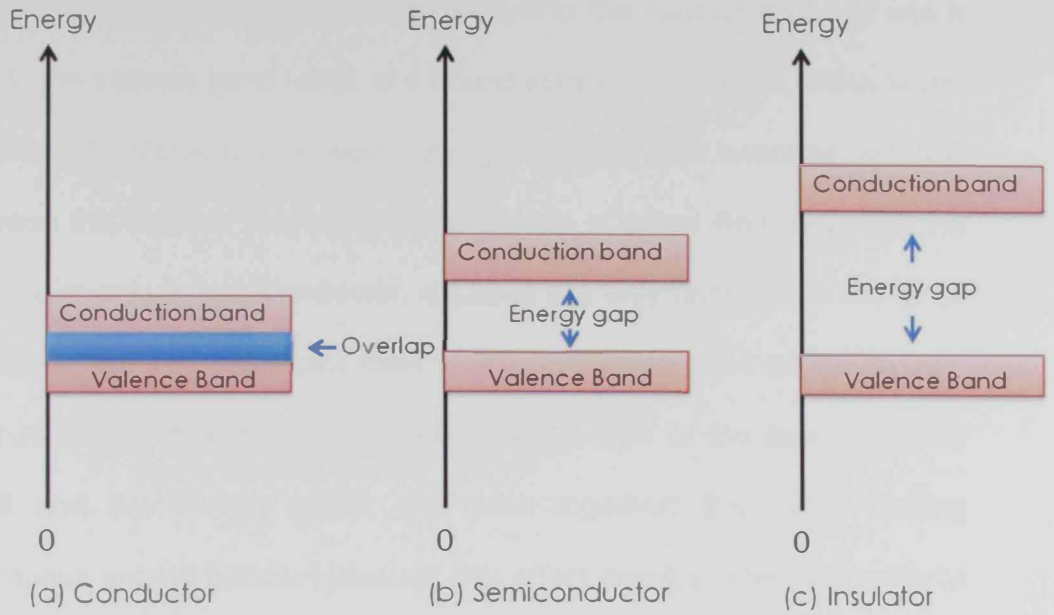 Energy
Energy
Energy
Conduction band
Conduction band
Energy gap
Conduction band
Energy gap
Overlap
Valence Band
Valence Band
Valence Band
0
0
0
(a) Conductor
(b) Semiconductor
(c) Insulator